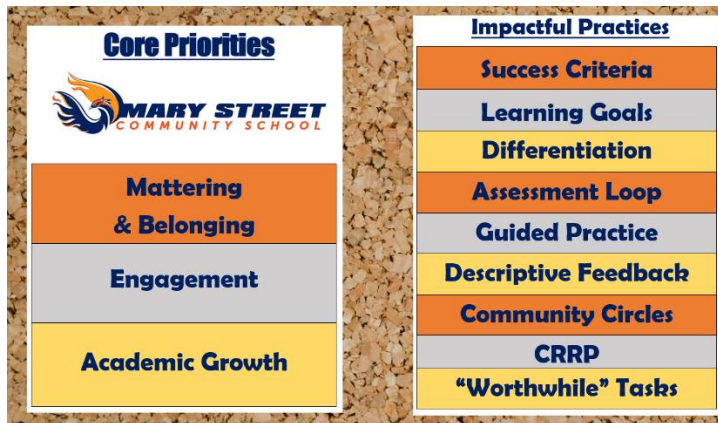 Core Priorities
MARY STREET
COMMUNITY SCHOOL
Mattering
& Belonging
Engagement
Academic Growth
Impactful Practices
Success Criteria
Learning Goals
Differentiation
Assessment Loop
Guided Practice
Descriptive Feedback
Community Circles
CRRP
“Worthwhile” Tasks